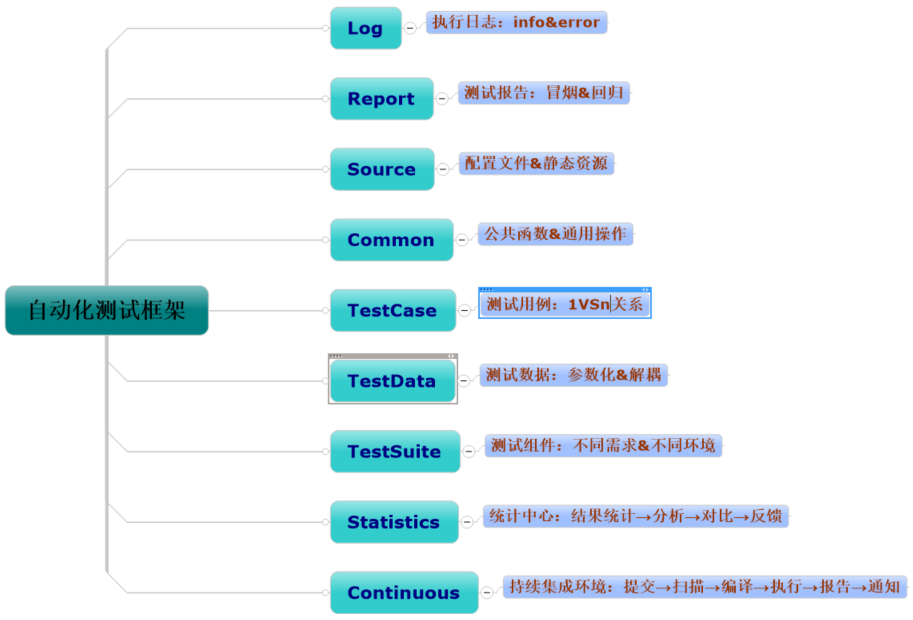 Log
执行日志：info&error
Report
测试报告：冒烟&回归
Source
配置文件&静态资源
Common
公共函数&通用操作
自动化测试框架
TestCase
测试用例：1VSn关系
TestData
测试数据：参数化&解耦
TestSuite
测试组件：不同需求&不同环境
Statistics
统计中心：结果统计→分析→对比→反馈
Continuous
持续集成环境：提交→扫描→编译→执行→报告→通知